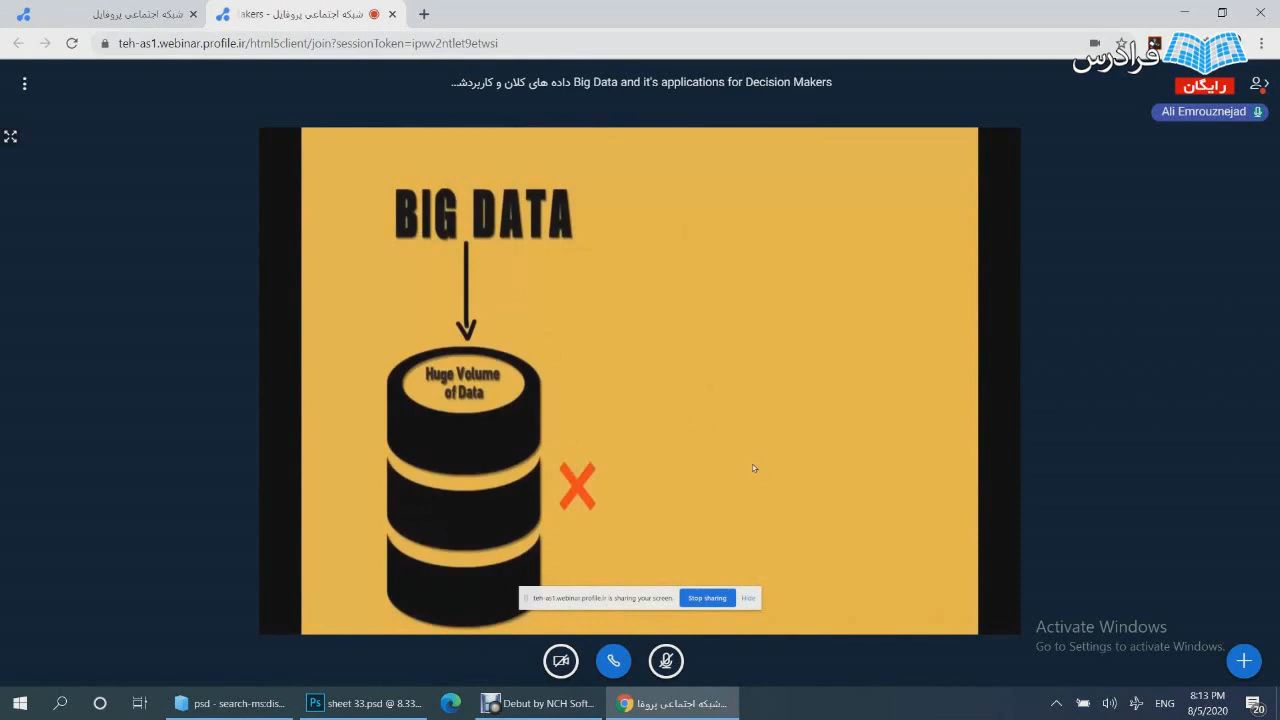 شبکه اجتماعی پروفایل
شبکه اجتماعی پروفایل - akers
teh-as1.webinar.profile.ir/html5client/join?sessionToken=ipwv2ntlet9etwsi
فرادرس
رایگان
داده های کلان و کاربردشـ... Big Data and it's applications for Decision Makers
Ali Emrouznejad
BIG DATA
Huge Volume
of Data
X
teh-as1.webinar.profile.ir is sharing your screen.
Stop sharing
Hide
Activate Windows
Go to Settings to activate Windows.
psd - search-ms:dis...
sheet 33.psd @ 8.33...
Debut by NCH Soft...
شبکه اجتماعی پروفا...
ENG
8:13 PM
8/5/2020
20